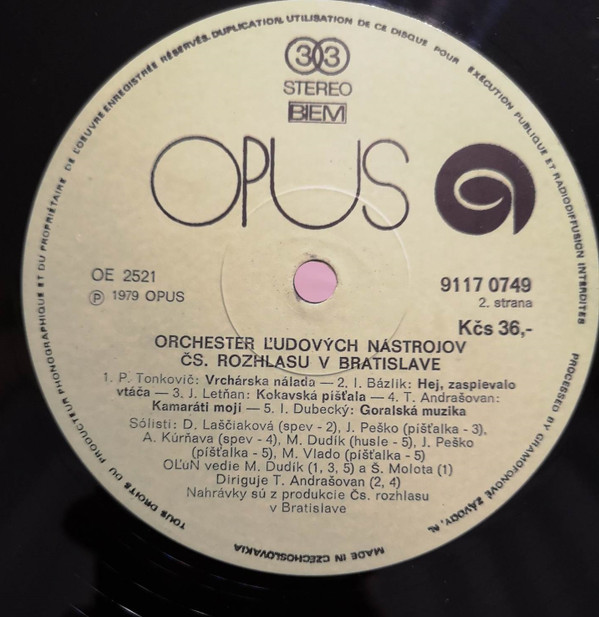 TOUS DROITS DU PRODUCTEUR PHONOGRAPHIQUE ET DU PROPRIÉTAIRE DE L'OEUVRE ENREGISTRÉE RÉSERVÉS. DUPLICATION, UTILISATION DE CE DISQUE POUR EXÉCUTION PUBLIQUE ET RADIODIFFUSION INTERDITES
33
STEREO
BIEM
OPUS
OE 2521
Ⓟ 1979 OPUS
9117 0749
2. strana
Kčs 36,-
ORCHESTER ĽUDOVÝCH NÁSTROJOV
ČS. ROZHLASU V BRATISLAVE
1. P. Tonkovič: Vrchárska nálada — 2. I. Bázlik: Hej, zaspievalo
vtáča — 3. J. Letňan: Kokavská píšťala — 4. T. Andrašovan:
Kamaráti moji — 5. I. Dubecký: Goralská muzika
Sólisti: D. Laščiaková (spev - 2), J. Peško (píšťalka - 3),
A. Kúrňava (spev - 4), M. Dudík (husle - 5), J. Peško
(píšťalka - 5), M. Vlado (píšťalka - 5)
OĽuN vedie M. Dudík (1, 3, 5) a Š. Molota (1)
Diriguje T. Andrašovan (2, 4)
Nahrávky sú z produkcie Čs. rozhlasu
v Bratislave
PROCESSED BY GRAMOFONOVÉ ZÁVODY, N.
MADE IN CZECHOSLOVAKIA